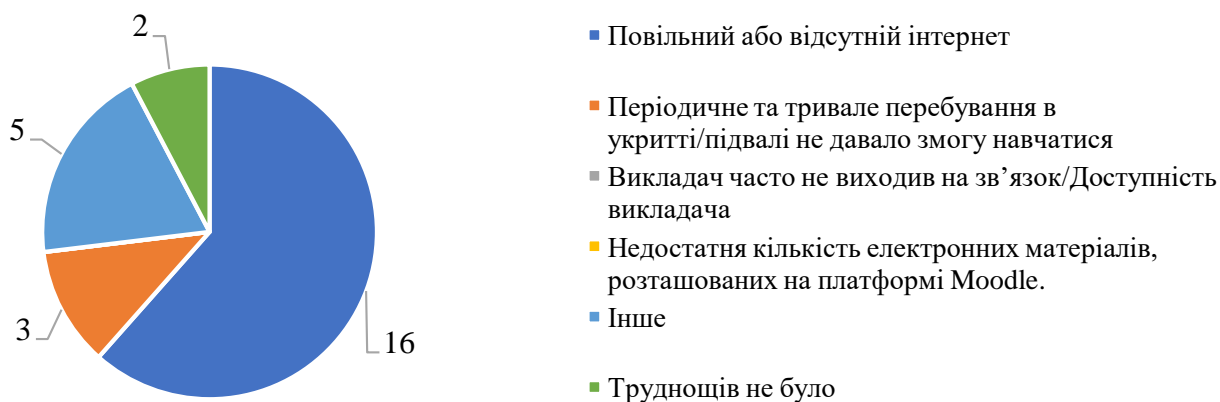 2
5
3
16
Повільний або відсутній інтернет
Періодичне та тривале перебування в
укритті/підвалі не давало змогу навчатися
Викладач часто не виходив на зв’язок/Доступність
викладача
Недостатня кількість електронних матеріалів,
розташованих на платформі Moodle.
Інше
Труднощів не було